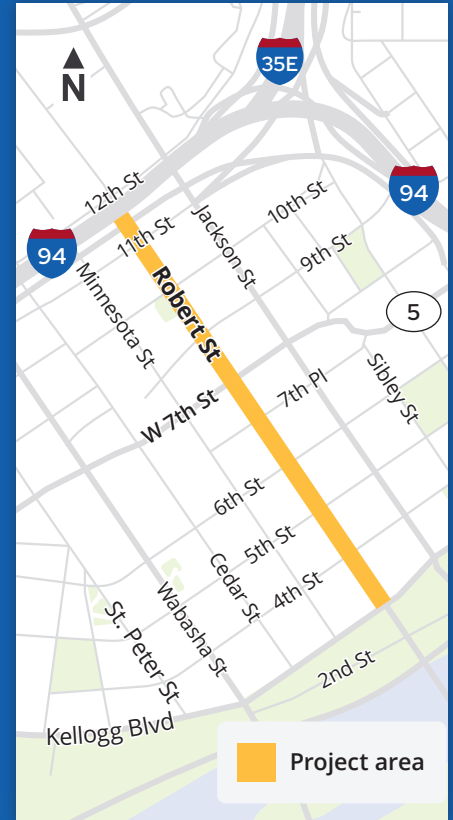 35E
N
94
12th St
10th St
11th St
Jackson St
9th St
94
Minnesota St
Robert St
5
7th Pl
Sibley St
W 7th St
6th St
5th St
Cedar St
4th St
Wabasha St
St. Peter St
2nd St
Kellogg Blvd
Project area